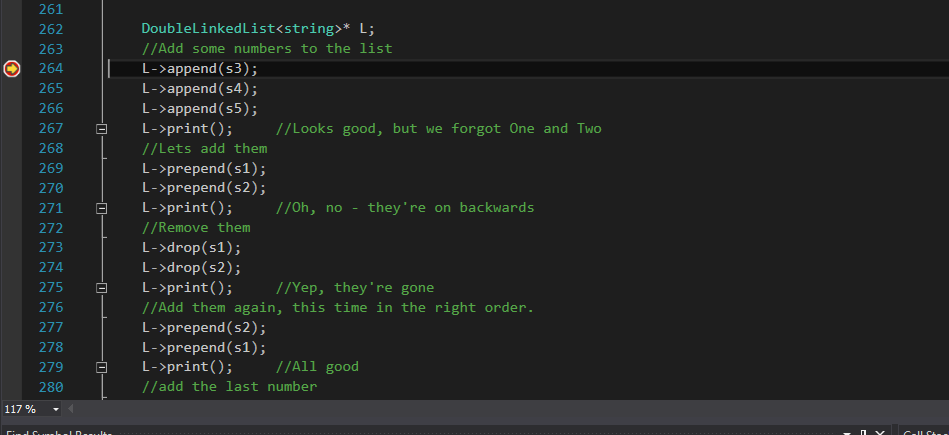 261
262 DoubleLinkedList<string>* L;
263 //Add some numbers to the list
264 L->append(s3);
265 L->append(s4);
266 L->append(s5);
267 L->print(); //Looks good, but we forgot One and Two
268 //Lets add them
269 L->prepend(s1);
270 L->prepend(s2);
271 L->print(); //Oh, no - they're on backwards
272 //Remove them
273 L->drop(s1);
274 L->drop(s2);
275 L->print(); //Yep, they're gone
276 //Add them again, this time in the right order.
277 L->prepend(s2);
278 L->prepend(s1);
279 L->print(); //All good
280 //add the last number
117 %
Find Symbol Results